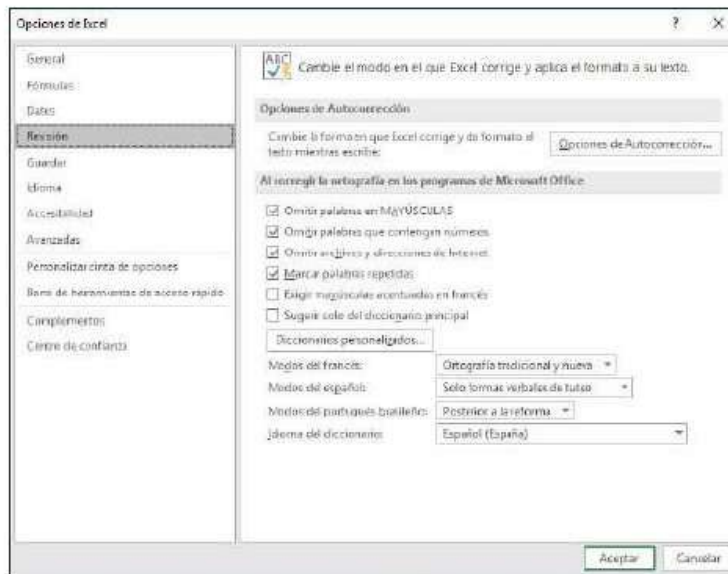 Opciones de Excel
?
X
General
Fórmulas
Datos
Revisión
Guardar
Idioma
Accesibilidad
Avanzadas
Personalizar cinta de opciones
Barra de herramientas de acceso rápido
Complementos
Centro de confianza
ABC
Cambie el modo en el que Excel corrige y aplica el formato a su texto.
Opciones de Autocorrección
Cambie la forma en que Excel corrige y da formato al
texto mientras escribe:
Opciones de Autocorrección...
Al corregir la ortografía en los programas de Microsoft Office
Omitir palabras en MAYÚSCULAS
Omitir palabras que contengan números
Omitir archivos y direcciones de Internet
Marcar palabras repetidas
Exigir mayúsculas acentuadas en francés
Sugerir solo del diccionario principal
Diccionarios personalizados...
Modos del francés: Ortografía tradicional y nueva
Modos del español: Solo formas verbales de tuteo
Modos del portugués brasileño: Posterior a la reforma
Idioma del diccionario: Español (España)
Aceptar
Cancelar